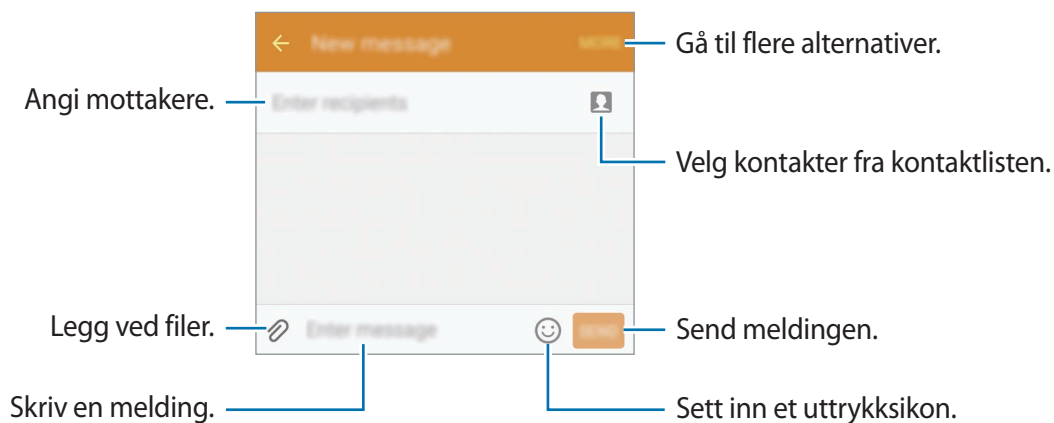 New message
MORE
Gå til flere alternativer.
Angi mottakere.
Enter recipients
Velg kontakter fra kontaktlisten.
Legg ved filer.
Enter message
SEND
Send meldingen.
Skriv en melding.
Sett inn et uttrykksikon.